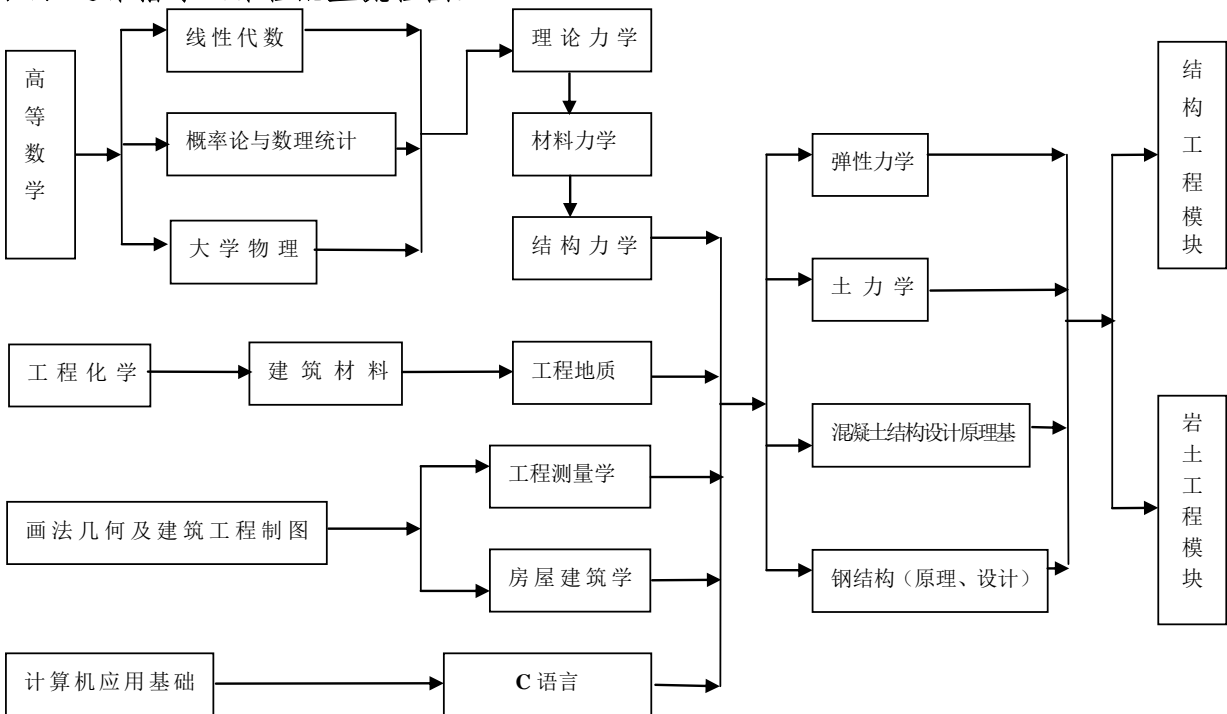 线性代数
理论力学
高等数学
概率论与数理统计
材料力学
大学物理
结构力学
弹性力学
土力学
结构工程模块
工程化学
建筑材料
工程地质
混凝土结构设计原理基
工程测量学
画法几何及建筑工程制图
房屋建筑学
钢结构（原理、设计）
岩土工程模块
计算机应用基础
C 语言